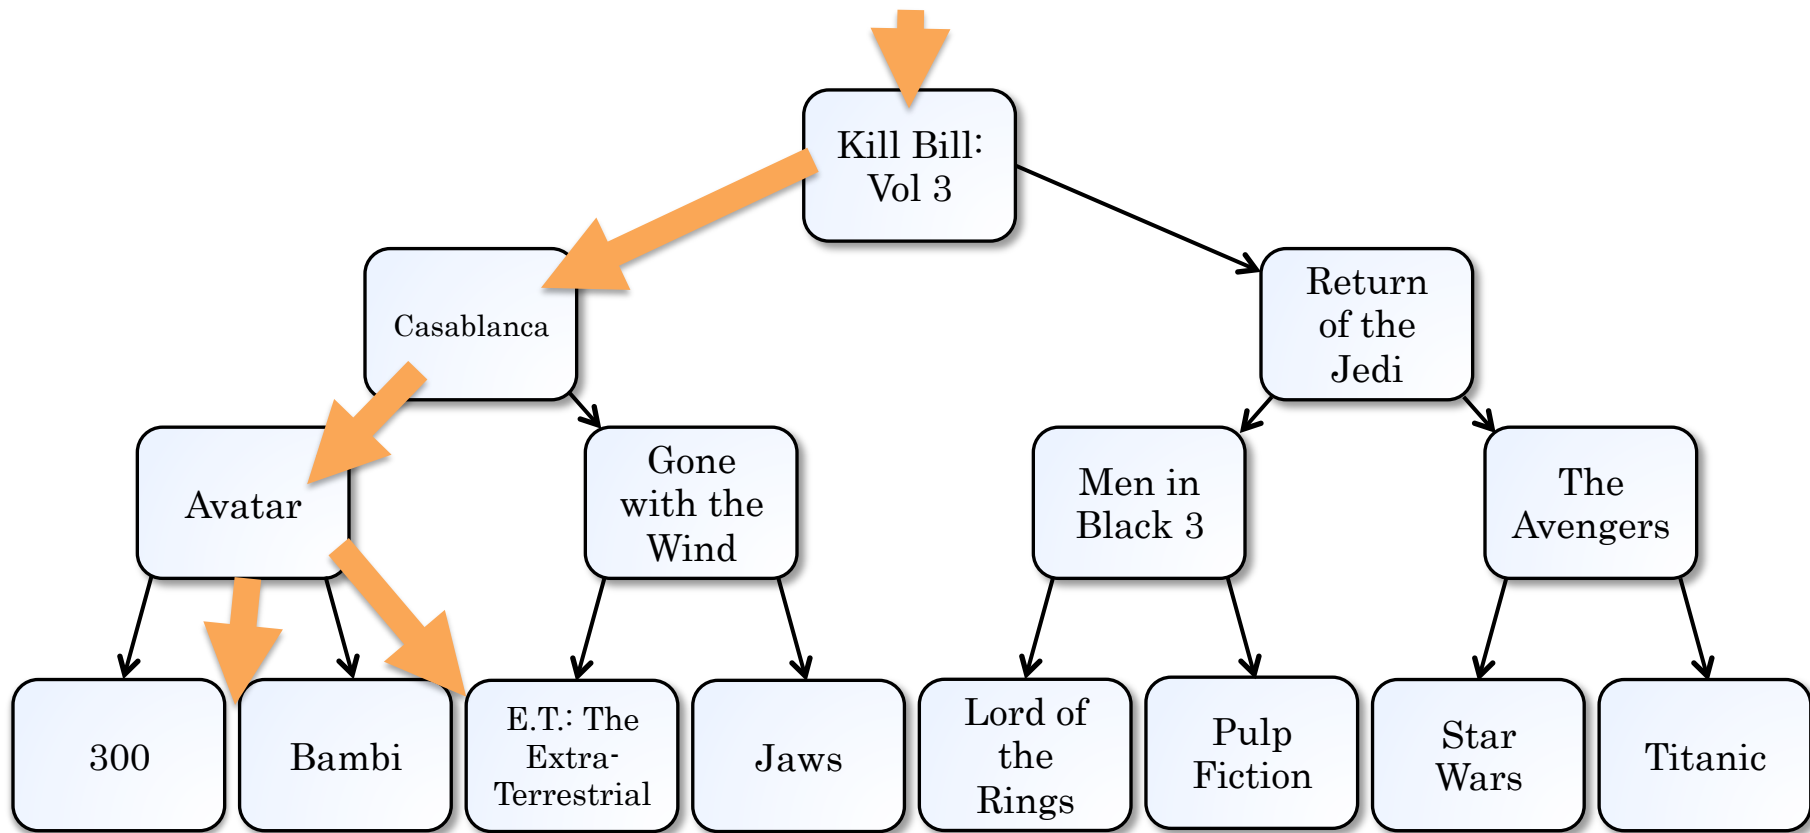 Kill Bill:
Vol 3
Casablanca
Return
of the
Jedi
Avatar
Gone
with the
Wind
Men in
Black 3
The
Avengers
300
Bambi
E.T.: The
Extra-
Terrestrial
Jaws
Lord of
the
Rings
Pulp
Fiction
Star
Wars
Titanic